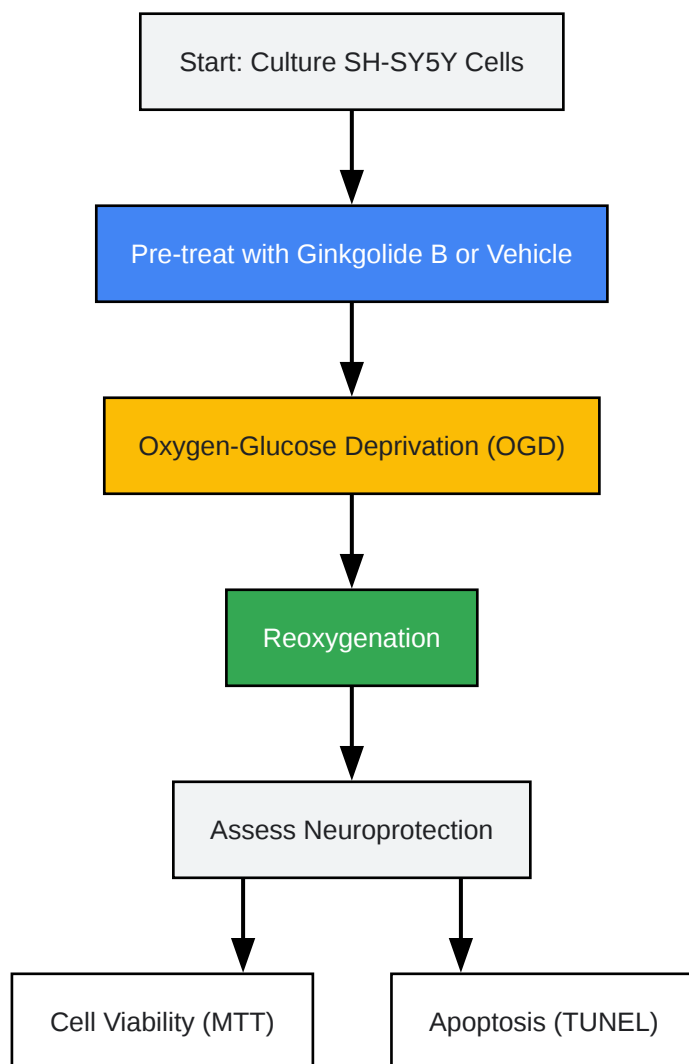 Start: Culture SH-SY5Y Cells
Pre-treat with Ginkgolide B or Vehicle
Oxygen-Glucose Deprivation (OGD)
Reoxygenation
Assess Neuroprotection
Cell Viability (MTT)
Apoptosis (TUNEL)